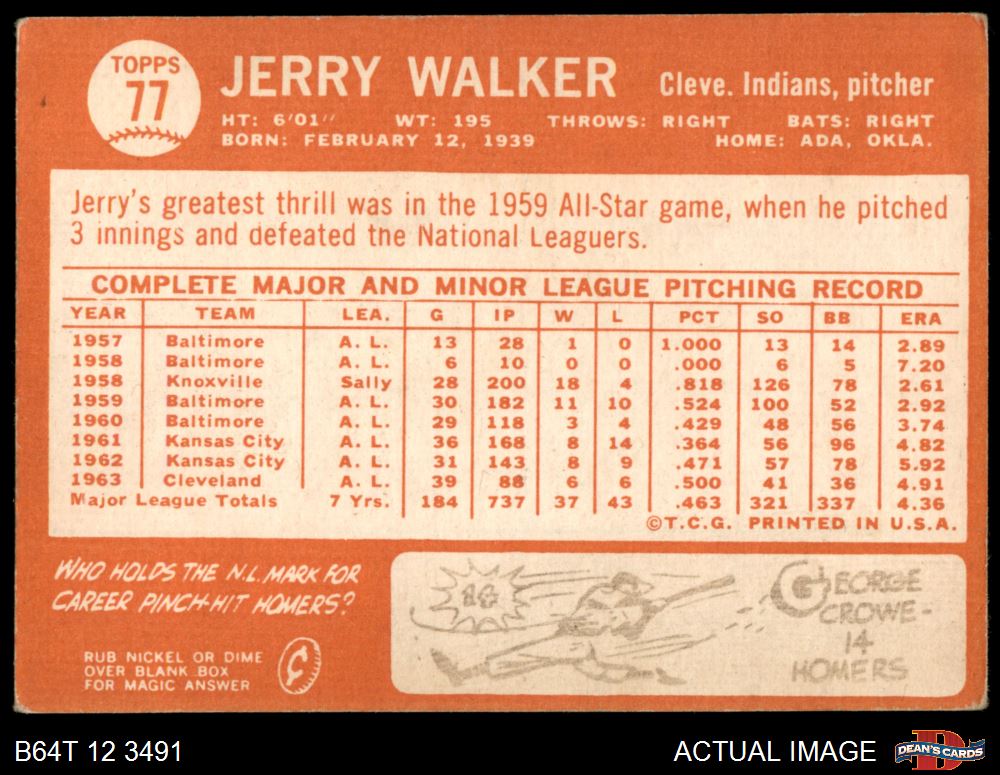 TOPPS
77
JERRY WALKER
Cleve. Indians, pitcher
HT: 6'01" WT: 195 THROWS: RIGHT BATS: RIGHT
BORN: FEBRUARY 12, 1939 HOME: ADA, OKLA.
Jerry's greatest thrill was in the 1959 All-Star game, when he pitched
3 innings and defeated the National Leaguers.
COMPLETE MAJOR AND MINOR LEAGUE PITCHING RECORD
YEAR TEAM LEA. G IP W L PCT SO BB ERA
1957 Baltimore A. L. 13 28 1 0 1.000 13 14 2.89
1958 Baltimore A. L. 6 10 0 0 .000 6 5 7.20
1958 Knoxville Sally 28 200 18 4 .818 126 78 2.61
1959 Baltimore A. L. 30 182 11 10 .524 100 52 2.92
1960 Baltimore A. L. 29 118 3 4 .429 48 56 3.74
1961 Kansas City A. L. 36 168 8 14 .364 56 96 4.82
1962 Kansas City A. L. 31 143 8 9 .471 57 78 5.92
1963 Cleveland A. L. 39 88 6 6 .500 41 36 4.91
Major League Totals 7 Yrs. 184 737 37 43 .463 321 337 4.36
©T.C.G. PRINTED IN U.S.A.
WHO HOLDS THE N.L. MARK FOR
CAREER PINCH-HIT HOMERS?
RUB NICKEL OR DIME
OVER BLANK BOX
FOR MAGIC ANSWER
GEORGE
CROWE-
14
HOMERS
B64T 12 3491
ACTUAL IMAGE
DEAN'S CARDS